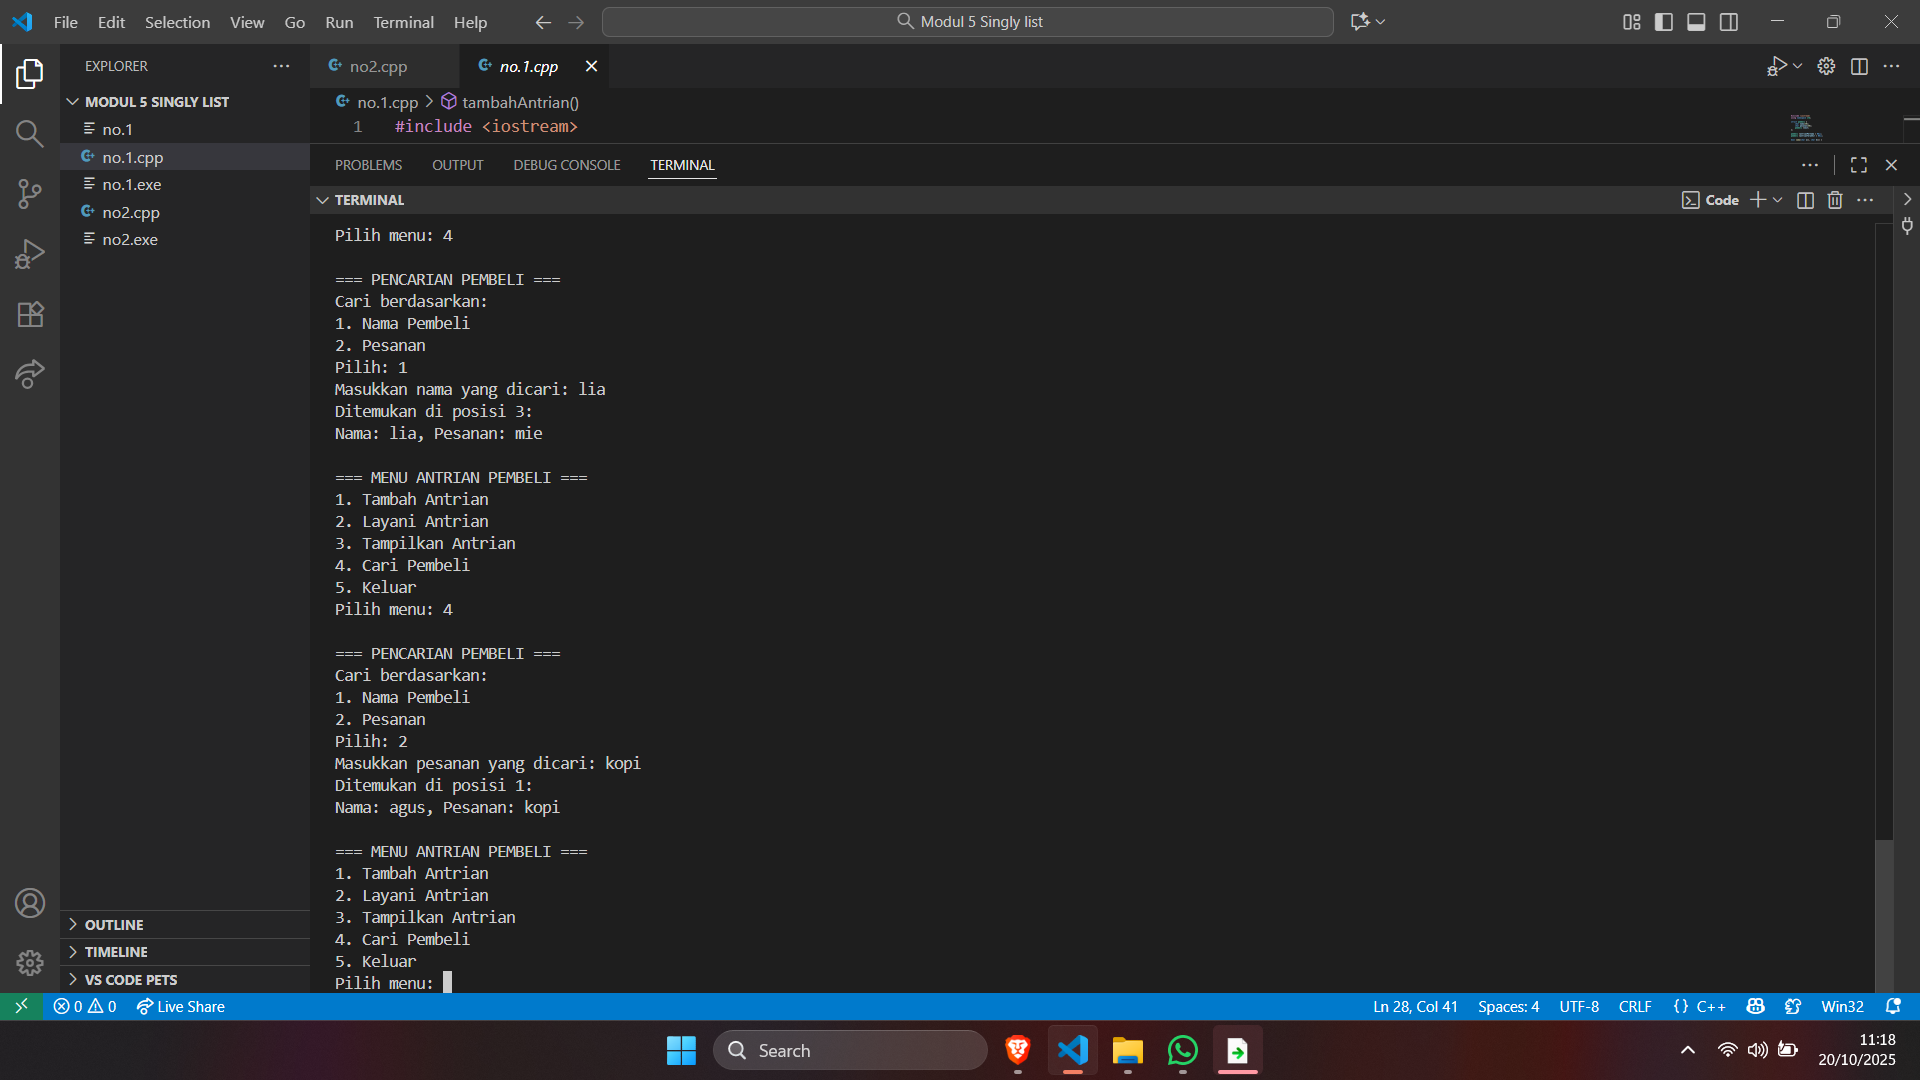 File Edit Selection View Go Run Terminal Help
Modul 5 Singly list
EXPLORER
no2.cpp
no.1.cpp
MODUL 5 SINGLY LIST
no.1
no.1.cpp
no.1.exe
no2.cpp
no2.exe
no.1.cpp > tambahAntrian()
1 #include <iostream>
PROBLEMS OUTPUT DEBUG CONSOLE TERMINAL
TERMINAL
Code
Pilih menu: 4
=== PENCARIAN PEMBELI ===
Cari berdasarkan:
1. Nama Pembeli
2. Pesanan
Pilih: 1
Masukkan nama yang dicari: lia
Ditemukan di posisi 3:
Nama: lia, Pesanan: mie
=== MENU ANTRIAN PEMBELI ===
1. Tambah Antrian
2. Layani Antrian
3. Tampilkan Antrian
4. Cari Pembeli
5. Keluar
Pilih menu: 4
=== PENCARIAN PEMBELI ===
Cari berdasarkan:
1. Nama Pembeli
2. Pesanan
Pilih: 2
Masukkan pesanan yang dicari: kopi
Ditemukan di posisi 1:
Nama: agus, Pesanan: kopi
=== MENU ANTRIAN PEMBELI ===
1. Tambah Antrian
2. Layani Antrian
3. Tampilkan Antrian
4. Cari Pembeli
5. Keluar
Pilih menu:
OUTLINE
TIMELINE
VS CODE PETS
0 0 Live Share
Ln 28, Col 41 Spaces: 4 UTF-8 CRLF {} C++ Win32
Search
11:18
20/10/2025